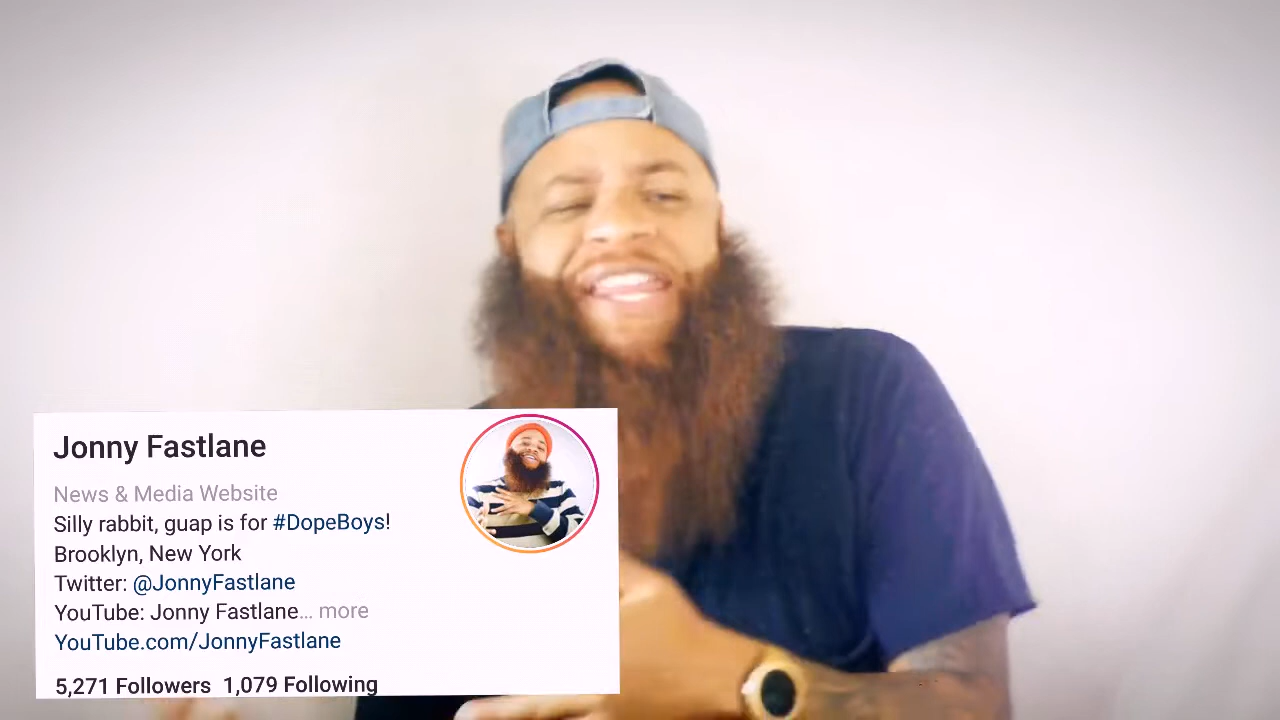 Jonny Fastlane
News & Media Website
Silly rabbit, guap is for #DopeBoys!
Brooklyn, New York
Twitter: @JonnyFastlane
YouTube: Jonny Fastlane... more
YouTube.com/JonnyFastlane
5,271 Followers 1,079 Following